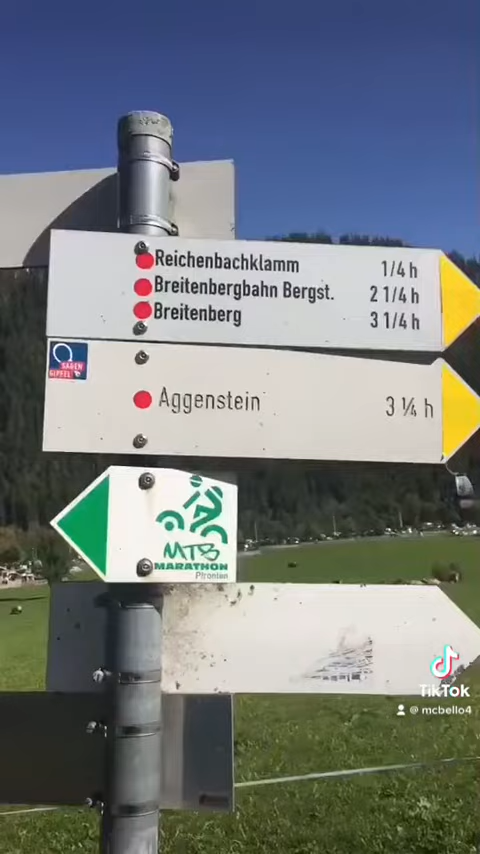 Reichenbachklamm 1/4 h
Breitenbergbahn Bergst. 2 1/4 h
Breitenberg 3 1/4 h
SAGEN
GIPFEL
Aggenstein 3 ¼ h
MTB
MARATHON
Pfronten
TikTok
@ mcbello4